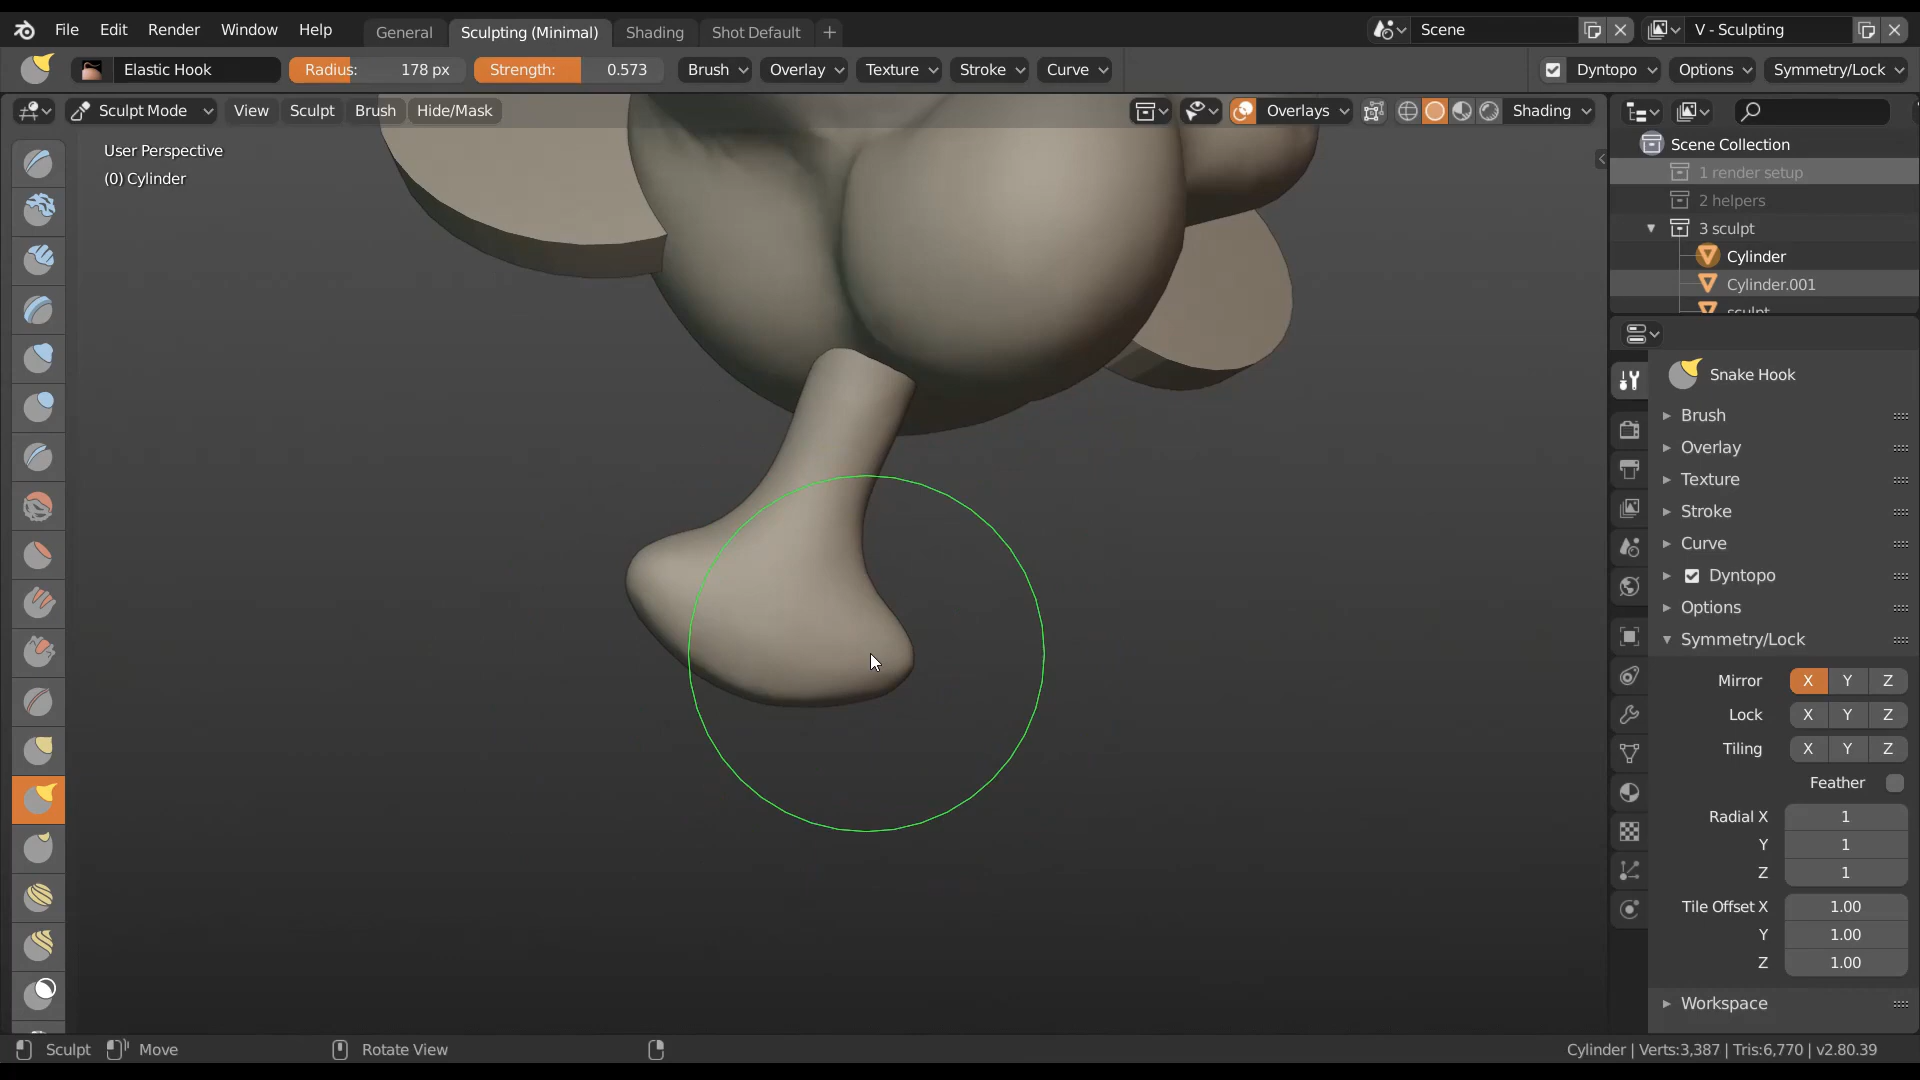 File Edit Render Window Help General Sculpting (Minimal) Shading Shot Default + Scene V - Sculpting
Elastic Hook Radius: 178 px Strength: 0.573 Brush Overlay Texture Stroke Curve Dyntopo Options Symmetry/Lock
Sculpt Mode View Sculpt Brush Hide/Mask Overlays Shading
User Perspective
(0) Cylinder
Scene Collection
1 render setup
2 helpers
3 sculpt
Cylinder
Cylinder.001
sculpt
Snake Hook
Brush
Overlay
Texture
Stroke
Curve
Dyntopo
Options
Symmetry/Lock
Mirror X Y Z
Lock X Y Z
Tiling X Y Z
Feather
Radial X 1
Y 1
Z 1
Tile Offset X 1.00
Y 1.00
Z 1.00
Workspace
Sculpt Move Rotate View Cylinder | Verts:3,387 | Tris:6,770 | v2.80.39